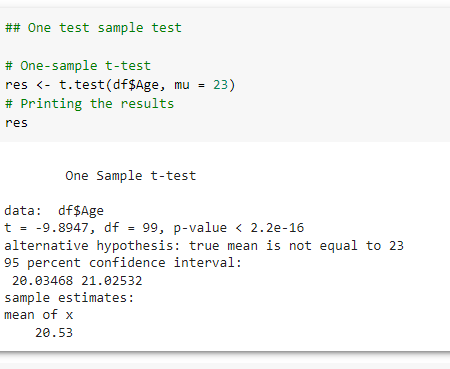 ## One test sample test
# One-sample t-test
res <- t.test(df$Age, mu = 23)
# Printing the results
res
One Sample t-test
data:  df$Age
t = -9.8947, df = 99, p-value < 2.2e-16
alternative hypothesis: true mean is not equal to 23
95 percent confidence interval:
20.03468 21.02532
sample estimates:
mean of x
20.53